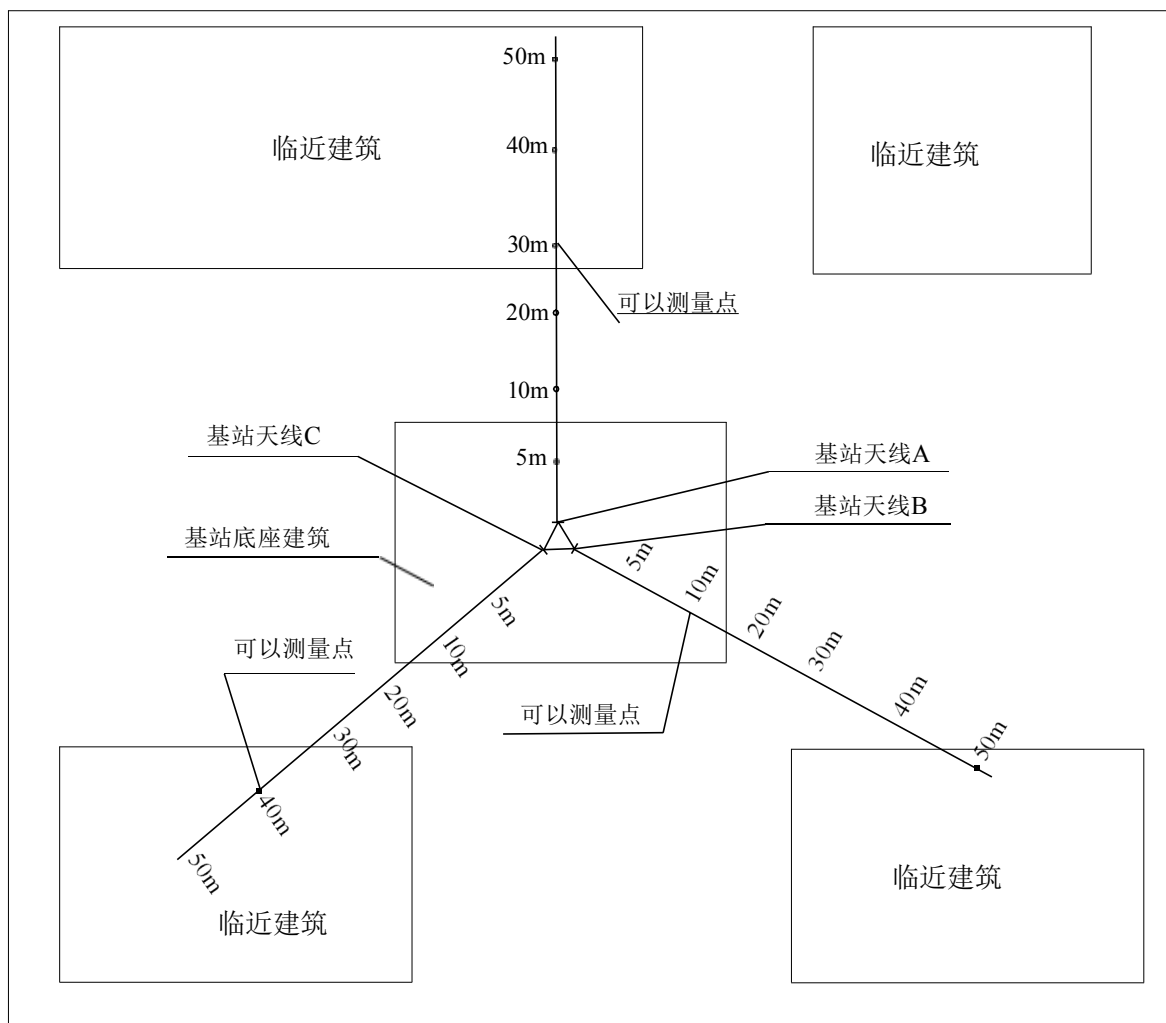 50m
临近建筑
40m
临近建筑
30m
可以测量点
20m
10m
基站天线C
5m
基站天线A
基站天线B
基站底座建筑
5m
10m
20m
30m
40m
50m
5m
10m
20m
30m
40m
50m
可以测量点
可以测量点
临近建筑
临近建筑